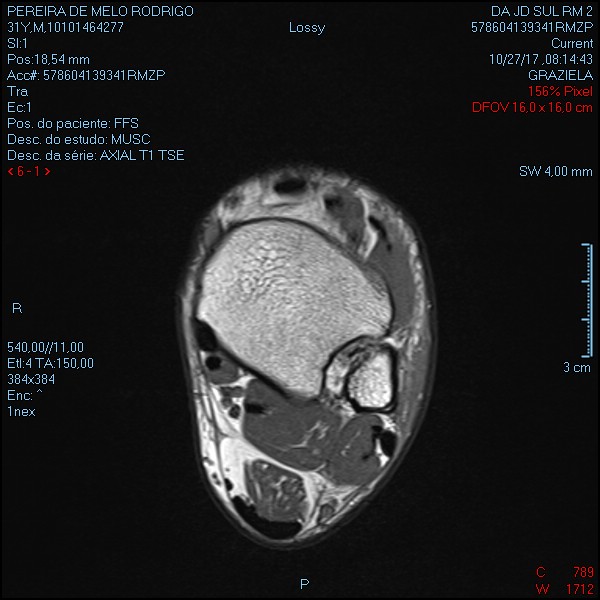 PEREIRA DE MELO RODRIGO
31Y,M,10101464277
Sl:1
Pos:18,54 mm
Acc#: 578604139341RMZP
Tra
Ec:1
Pos. do paciente: FFS
Desc. do estudo: MUSC
Desc. da série: AXIAL T1 TSE
< 6 - 1 >
Lossy
DA JD SUL RM 2
578604139341RMZP
Current
10/27/17 ,08:14:43
GRAZIELA
156% Pixel
DFOV 16,0 x 16,0 cm
SW 4,00 mm
R
540,00//11,00
Etl:4 TA:150,00
384x384
Enc: ^
1nex
3 cm
P
C 789
W 1712